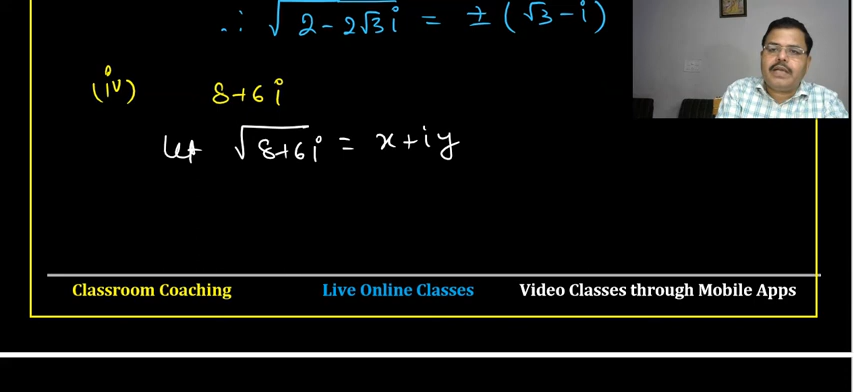 ∴ √(2 - 2√3i) = ± (√3 - i)
(iv) 8+6i
Let √(8+6i) = x + iy
Classroom Coaching Live Online Classes Video Classes through Mobile Apps